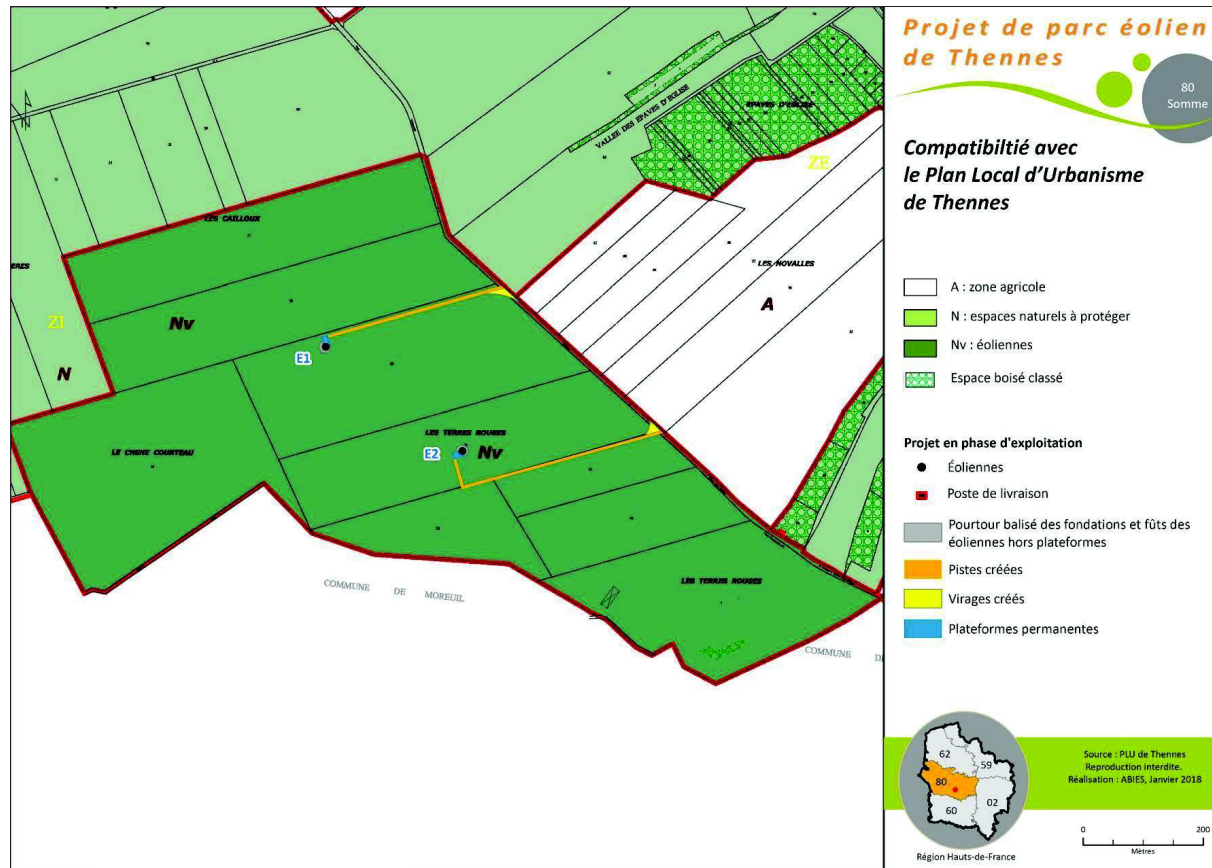 Projet de parc éolien
de Thennes
80
Somme
Compatibiltié avec
le Plan Local d'Urbanisme
de Thennes
A : zone agricole
N : espaces naturels à protéger
Nv : éoliennes
Espace boisé classé
Projet en phase d'exploitation
Éoliennes
Poste de livraison
Pourtour balisé des fondations et fûts des
éoliennes hors plateformes
Pistes créées
Virages créés
Plateformes permanentes
62
59
80
02
60
Région Hauts-de-France
Source : PLU de Thennes
Reproduction interdite.
Réalisation : ABIES, Janvier 2018
0
200
Mètres
VALLEE DES EPAVES D'EGLISE
EPAVES D'EGLISE
ZE
LES CAILLOUX
LES NOVALLES
A
ERES
ZI
Nv
N
E1
LES TERRES ROUGES
E2
Nv
LE CHENE COURTEAU
LES TERRES ROUGES
COMMUNE DE MOREUIL
COMMUNE